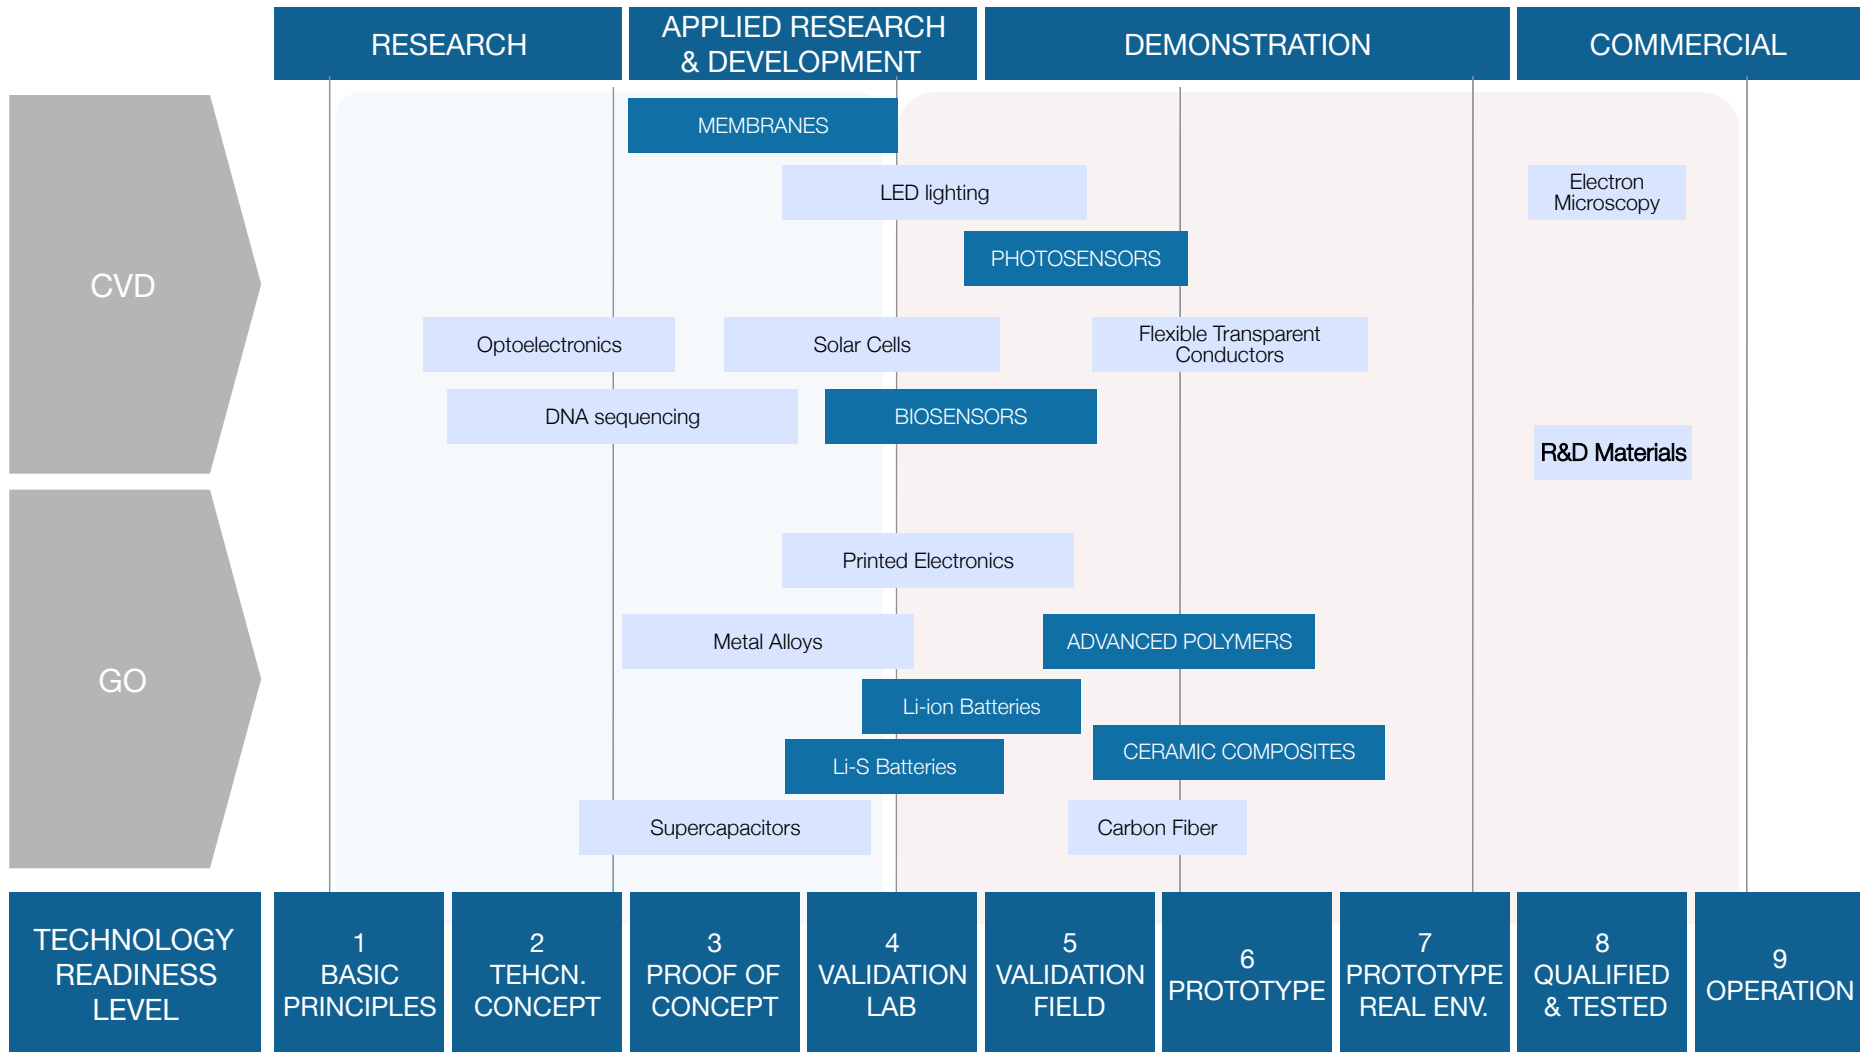 RESEARCH
APPLIED RESEARCH
& DEVELOPMENT
DEMONSTRATION
COMMERCIAL
CVD
MEMBRANES
LED lighting
Electron
Microscopy
PHOTOSENSORS
Optoelectronics
Solar Cells
Flexible Transparent
Conductors
DNA sequencing
BIOSENSORS
R&D Materials
GO
Printed Electronics
Metal Alloys
ADVANCED POLYMERS
Li-ion Batteries
CERAMIC COMPOSITES
Li-S Batteries
Supercapacitors
Carbon Fiber
TECHNOLOGY
READINESS
LEVEL
1
BASIC
PRINCIPLES
2
TEHCN.
CONCEPT
3
PROOF OF
CONCEPT
4
VALIDATION
LAB
5
VALIDATION
FIELD
6
PROTOTYPE
7
PROTOTYPE
REAL ENV.
8
QUALIFIED
& TESTED
9
OPERATION